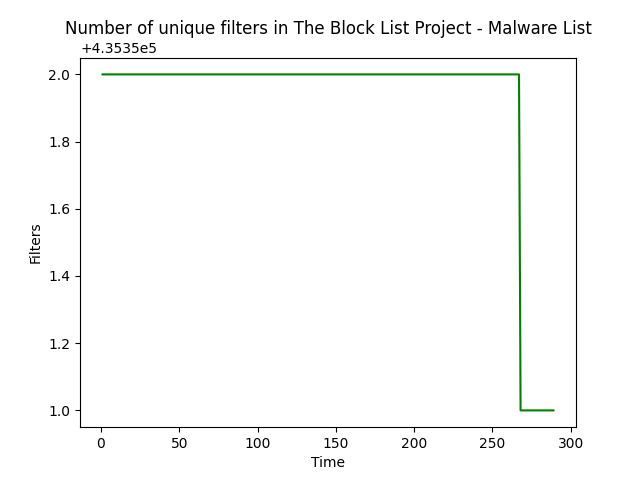 Number of unique filters in The Block List Project - Malware List
+4.3535e5
2.0
1.8
1.6
1.4
1.2
1.0
Filters
0 50 100 150 200 250 300
Time